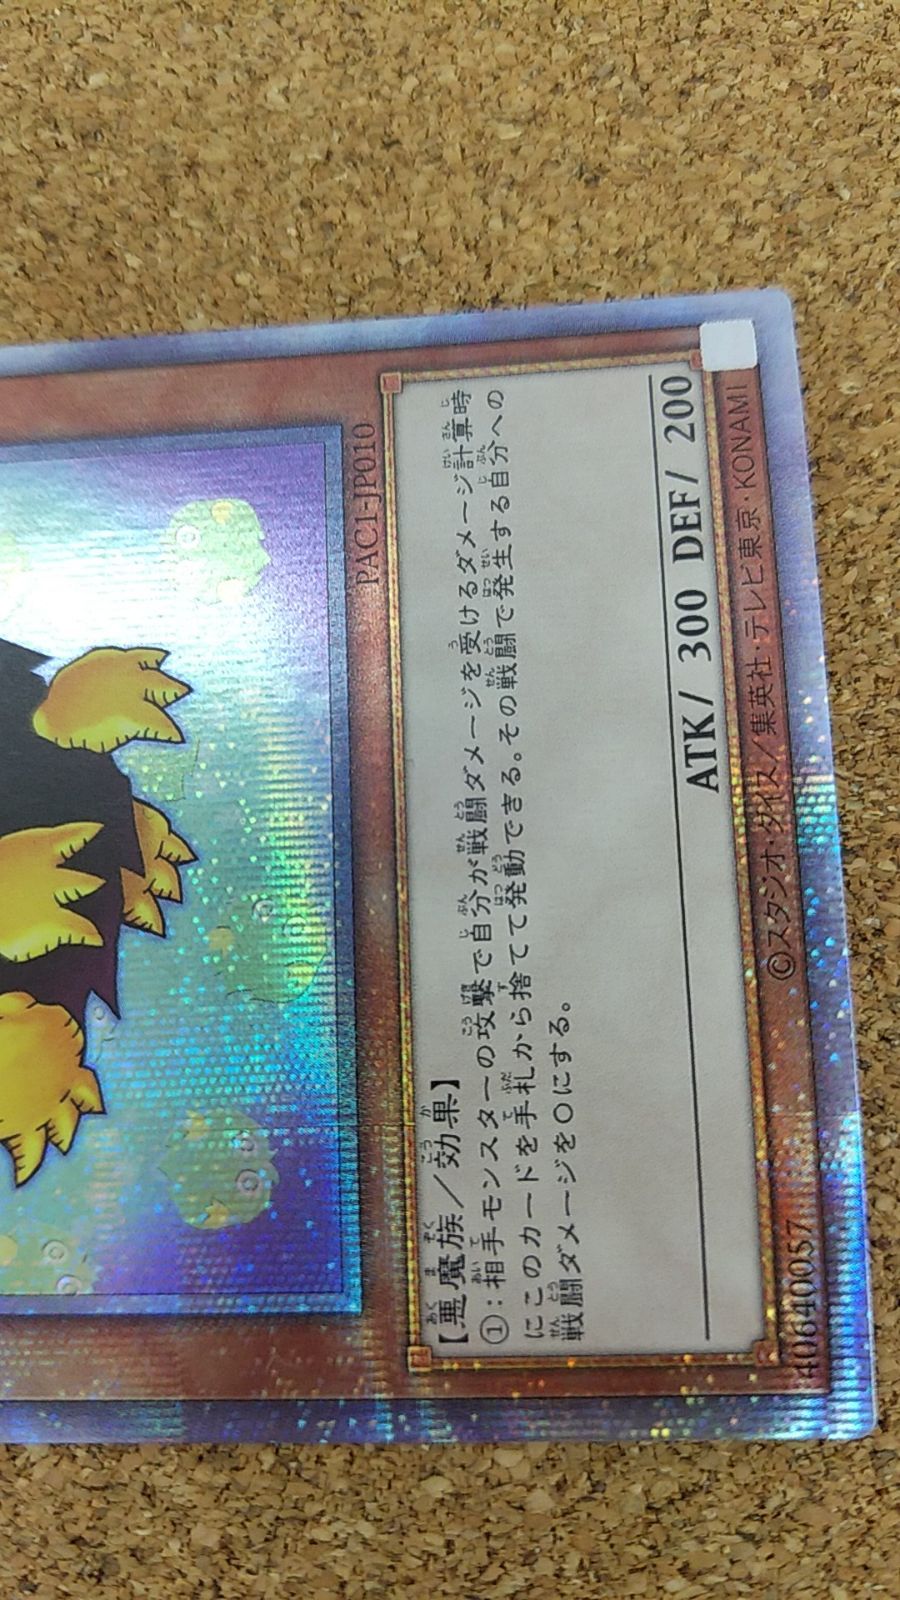 PAC1-JP010
【悪魔族／効果】
①：相手モンスターの攻撃で自分が戦闘ダメージを受けるダメージ計算時
にこのカードを手札から捨てて発動できる。その戦闘で発生する自分への
戦闘ダメージを０にする。
ATK/ 300 DEF/ 200
40640057
©スタジオ・ダイス／集英社・テレビ東京・KONAMI